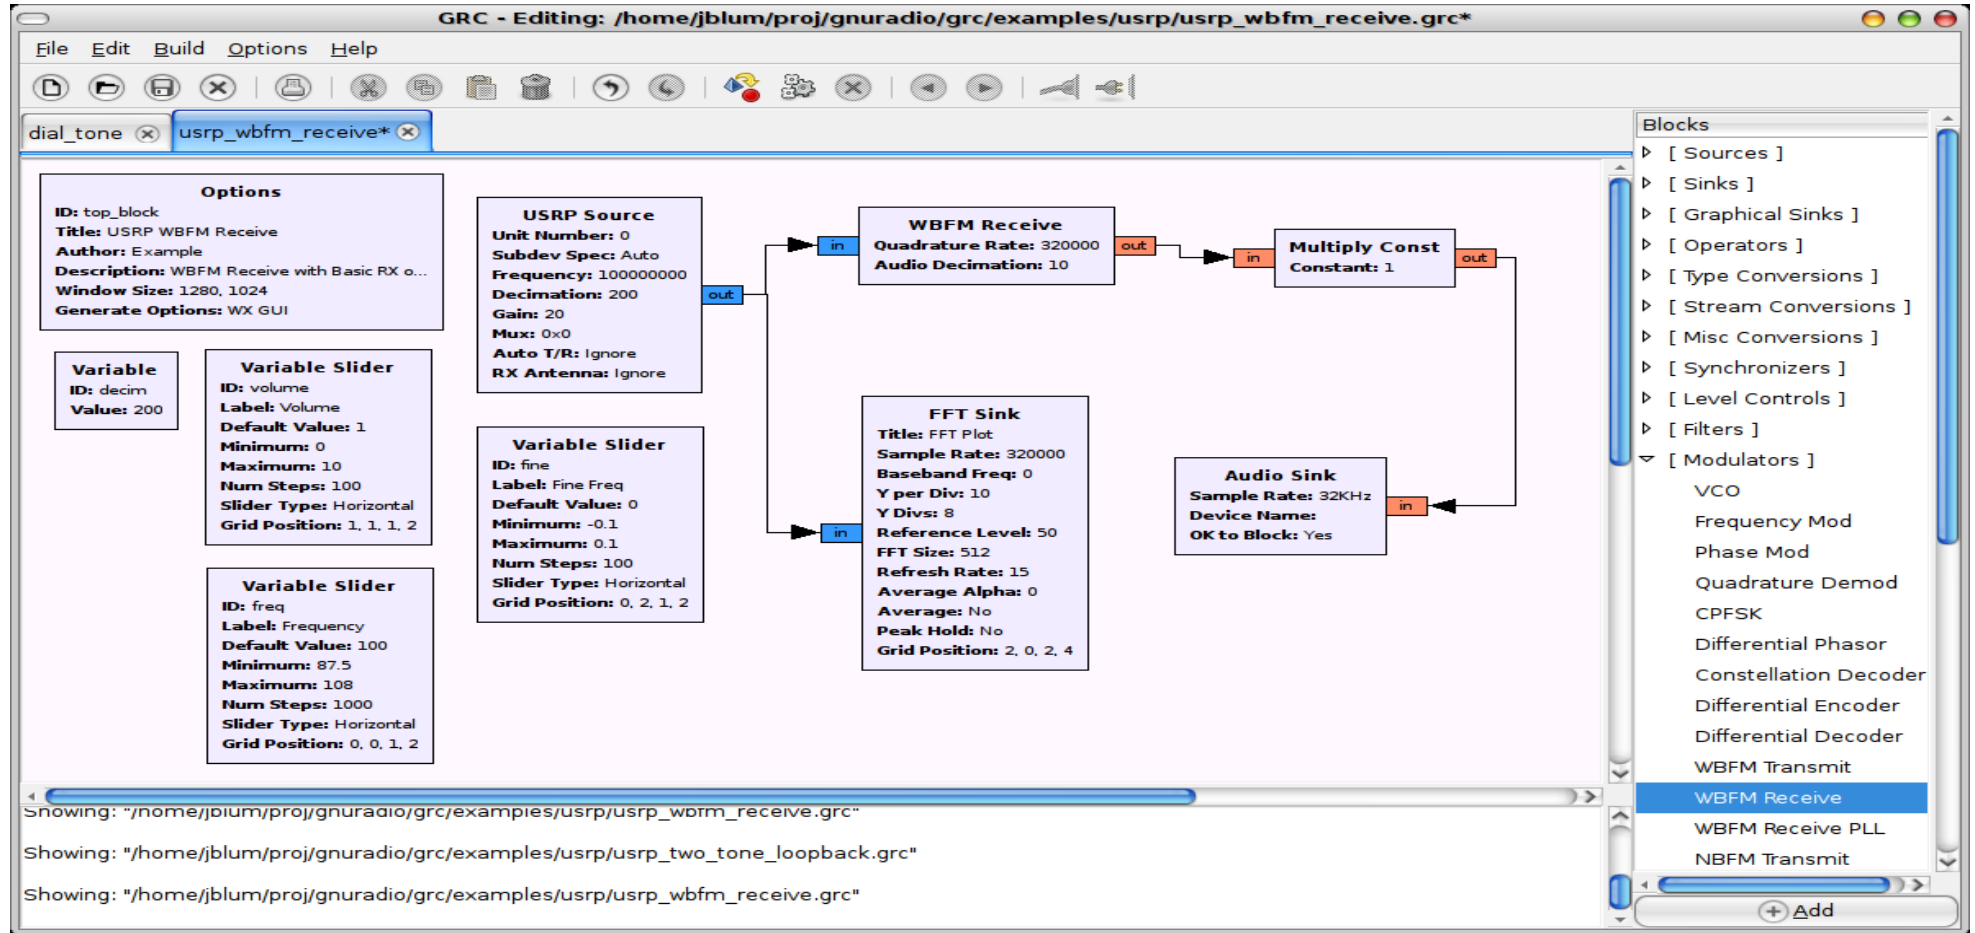 GRC - Editing: /home/jblum/proj/gnuradio/grc/examples/usrp/usrp_wbfm_receive.grc*
File Edit Build Options Help
dial_tone
usrp_wbfm_receive*
Options
ID: top_block
Title: USRP WBFM Receive
Author: Example
Description: WBFM Receive with Basic RX o...
Window Size: 1280, 1024
Generate Options: WX GUI
Variable
ID: decim
Value: 200
Variable Slider
ID: volume
Label: Volume
Default Value: 1
Minimum: 0
Maximum: 10
Num Steps: 100
Slider Type: Horizontal
Grid Position: 1, 1, 1, 2
Variable Slider
ID: freq
Label: Frequency
Default Value: 100
Minimum: 87.5
Maximum: 108
Num Steps: 1000
Slider Type: Horizontal
Grid Position: 0, 0, 1, 2
USRP Source
Unit Number: 0
Subdev Spec: Auto
Frequency: 100000000
Decimation: 200
Gain: 20
Mux: 0x0
Auto T/R: Ignore
RX Antenna: Ignore
out
Variable Slider
ID: fine
Label: Fine Freq
Default Value: 0
Minimum: -0.1
Maximum: 0.1
Num Steps: 100
Slider Type: Horizontal
Grid Position: 0, 2, 1, 2
in
WBFM Receive
Quadrature Rate: 320000
Audio Decimation: 10
out
in
FFT Sink
Title: FFT Plot
Sample Rate: 320000
Baseband Freq: 0
Y per Div: 10
Y Divs: 8
Reference Level: 50
FFT Size: 512
Refresh Rate: 15
Average Alpha: 0
Average: No
Peak Hold: No
Grid Position: 2, 0, 2, 4
in
Multiply Const
Constant: 1
out
Audio Sink
Sample Rate: 32KHz
Device Name:
OK to Block: Yes
in
Blocks
[ Sources ]
[ Sinks ]
[ Graphical Sinks ]
[ Operators ]
[ Type Conversions ]
[ Stream Conversions ]
[ Misc Conversions ]
[ Synchronizers ]
[ Level Controls ]
[ Filters ]
[ Modulators ]
VCO
Frequency Mod
Phase Mod
Quadrature Demod
CPFSK
Differential Phasor
Constellation Decoder
Differential Encoder
Differential Decoder
WBFM Transmit
WBFM Receive
WBFM Receive PLL
NBFM Transmit
Add
Showing: "/home/jblum/proj/gnuradio/grc/examples/usrp/usrp_wbfm_receive.grc"
Showing: "/home/jblum/proj/gnuradio/grc/examples/usrp/usrp_two_tone_loopback.grc"
Showing: "/home/jblum/proj/gnuradio/grc/examples/usrp/usrp_wbfm_receive.grc"